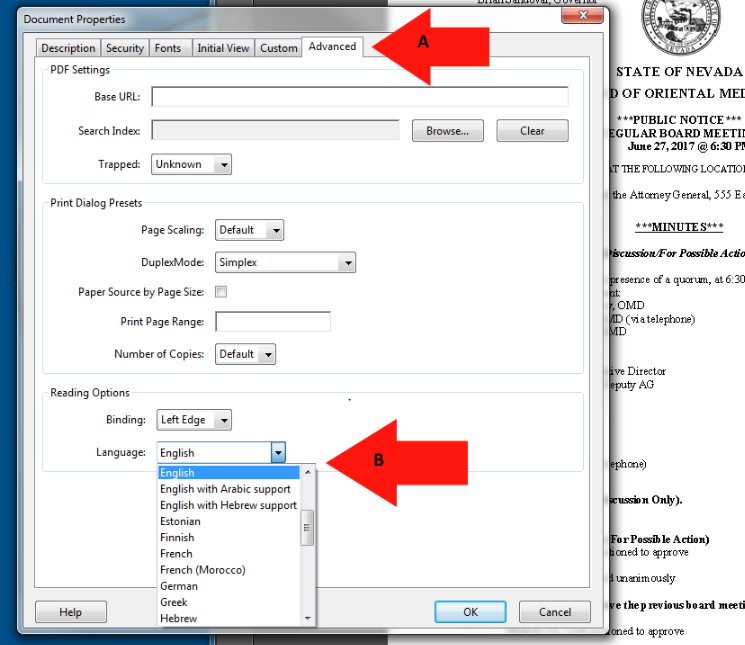 Document Properties
Brian Sandoval, Governor
Description Security Fonts Initial View Custom Advanced
A
PDF Settings
Base URL:
Search Index: Browse... Clear
Trapped: Unknown
Print Dialog Presets
Page Scaling: Default
DuplexMode: Simplex
Paper Source by Page Size:
Print Page Range:
Number of Copies: Default
Reading Options
Binding: Left Edge
Language: English
B
English
English with Arabic support
English with Hebrew support
Estonian
Finnish
French
French (Morocco)
German
Greek
Hebrew
Help OK Cancel
STATE OF NEVADA
D OF ORIENTAL MED
***PUBLIC NOTICE***
EGULAR BOARD MEETIN
June 27, 2017 @ 6:30 PM
AT THE FOLLOWING LOCATION
the Attorney General, 555 Ea
***MINUTES***
Discussion/For Possible Actio
presence of a quorum, at 6:30
nt:
, OMD
MD (via telephone)
MD
ive Director
eputy AG
ephone)
scussion Only).
For Possible Action)
tioned to approve
d unanimously
ve the previous board meeti
oned to approve